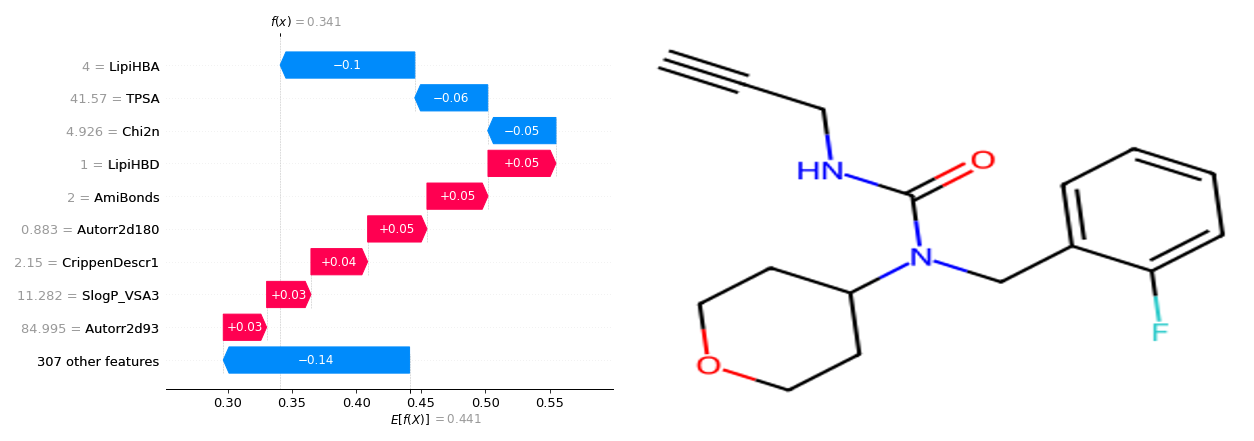 f(x) = 0.341
4 = LipiHBA
−0.1
41.57 = TPSA
−0.06
4.926 = Chi2n
−0.05
1 = LipiHBD
+0.05
2 = AmiBonds
+0.05
0.883 = Autorr2d180
+0.05
2.15 = CrippenDescr1
+0.04
11.282 = SlogP_VSA3
+0.03
84.995 = Autorr2d93
+0.03
307 other features
−0.14
0.30 0.35 0.40 0.45 0.50 0.55
E[f(X)] = 0.441
O
HN
N
F
O